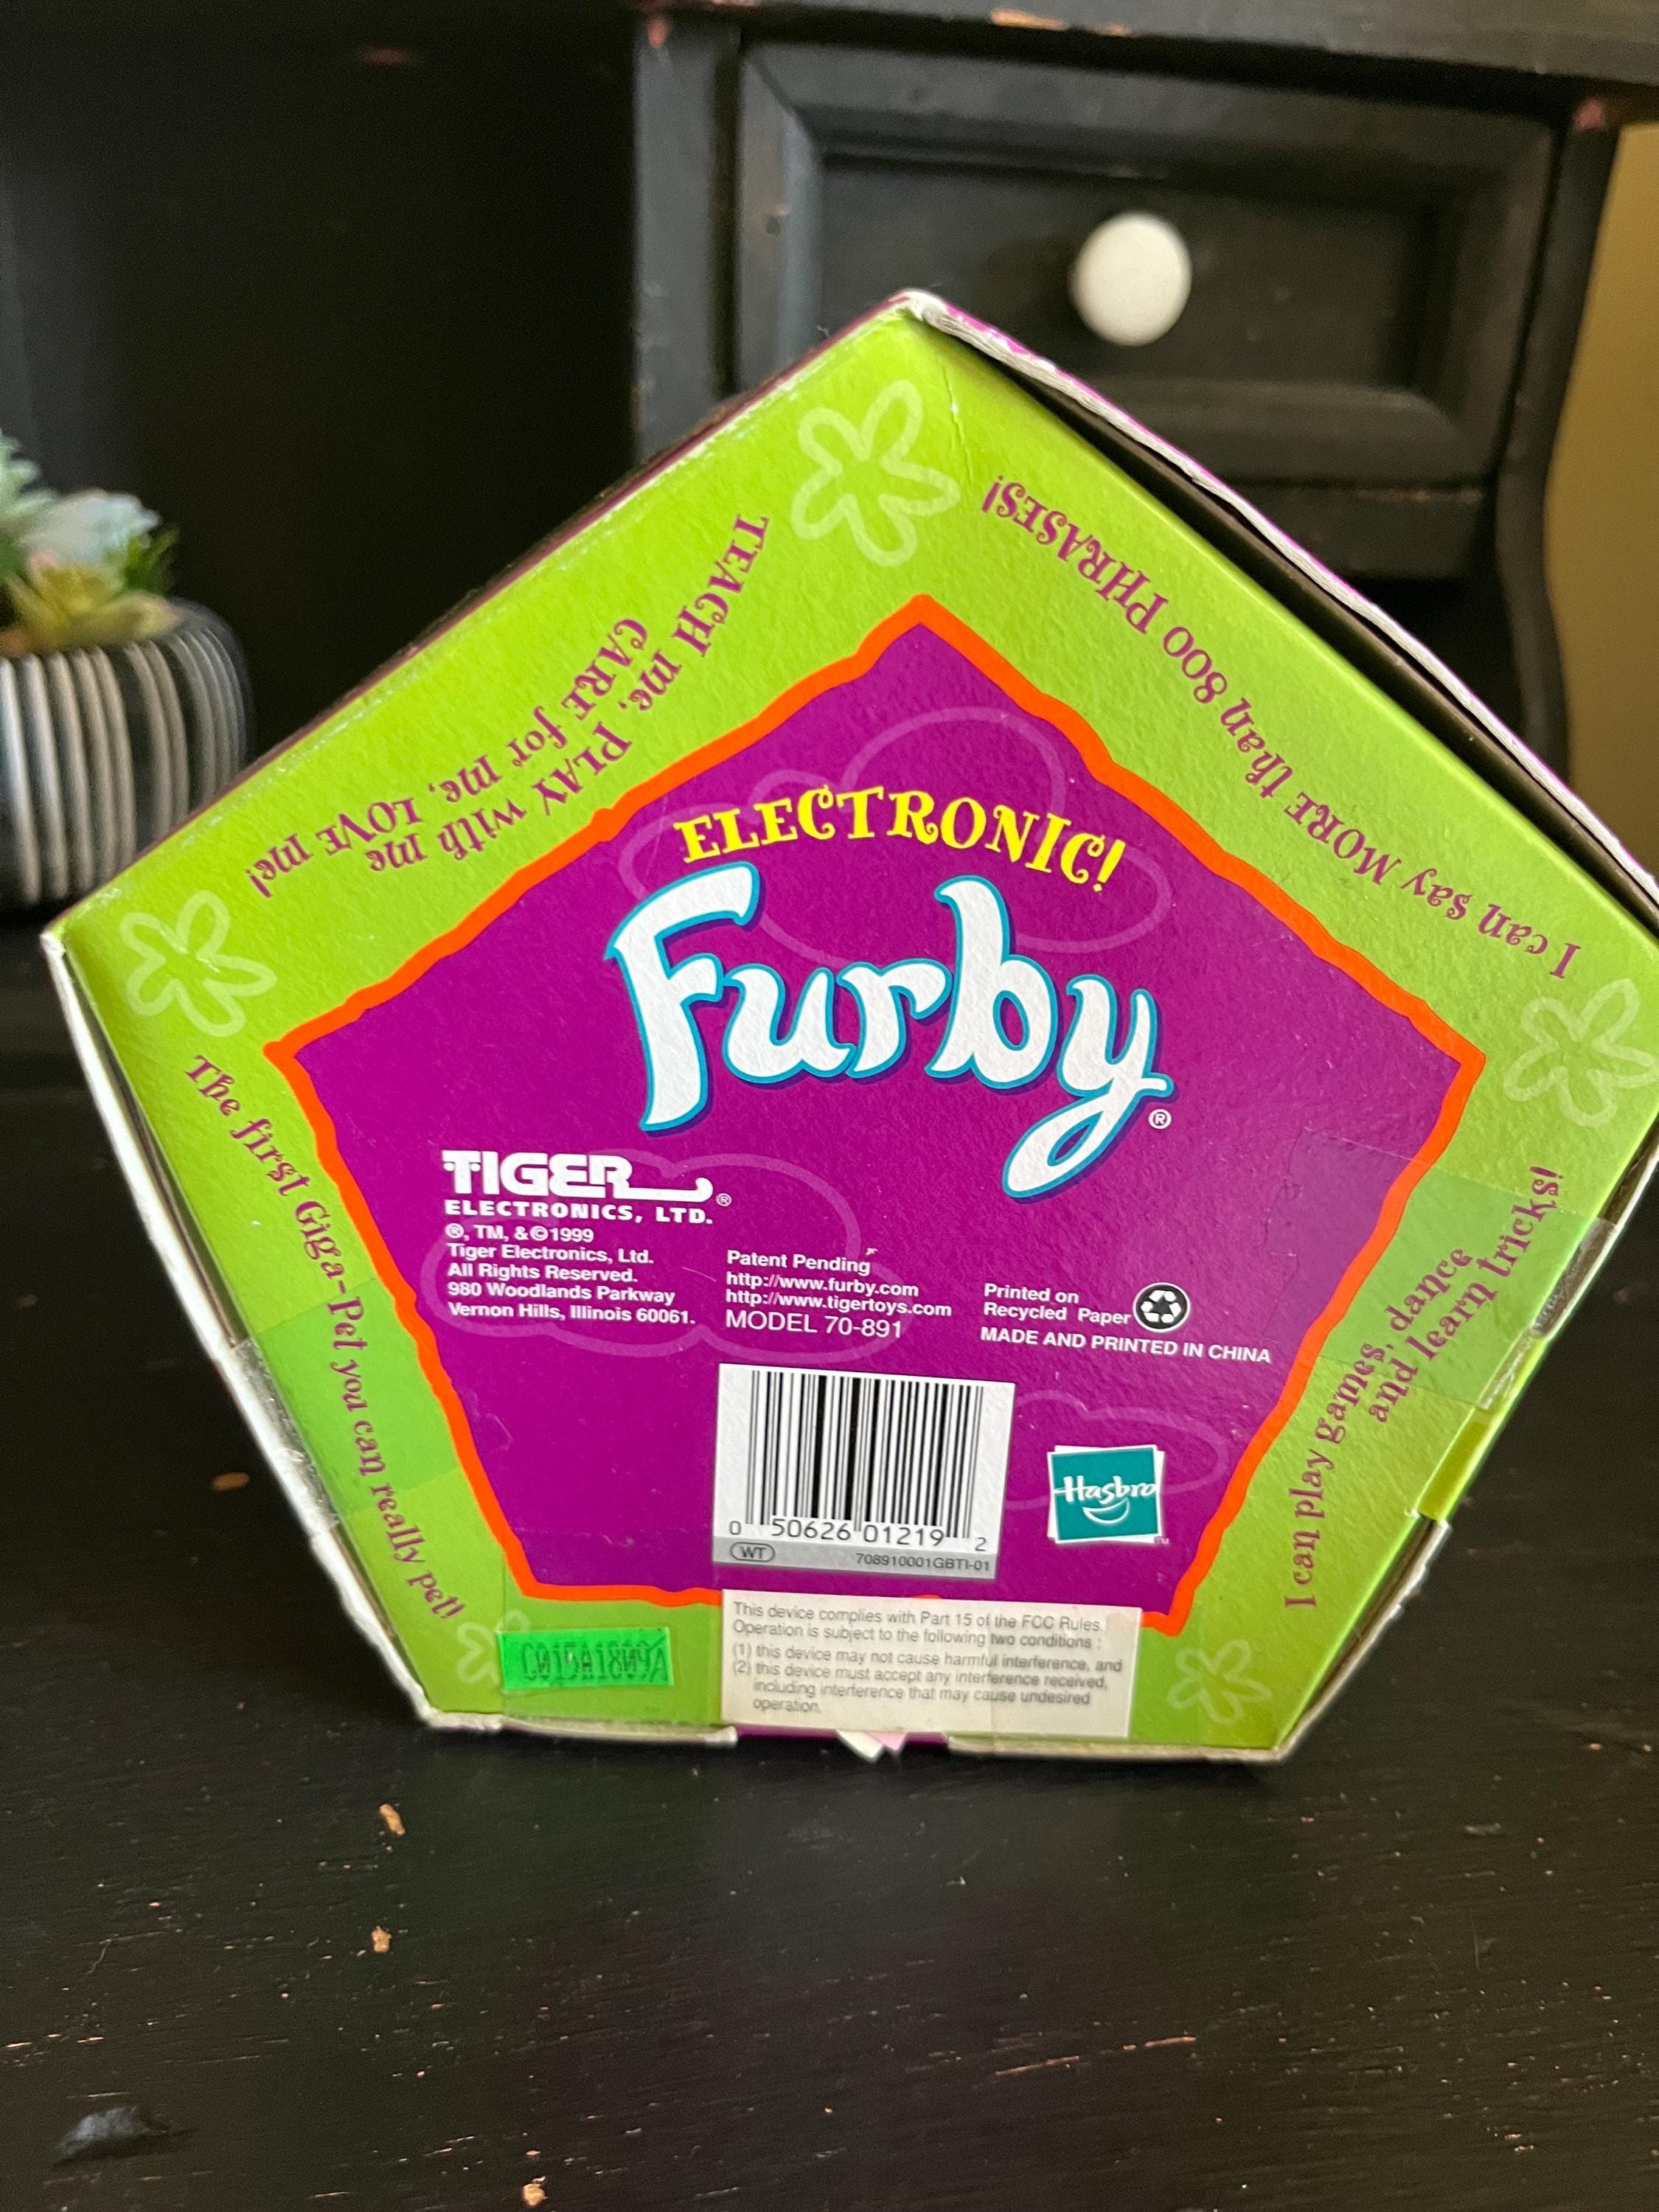 TEACH me, PLAY with me
CARE for me, LOVE me!
I can say MORE than 800 PHRASES!
ELECTRONIC!
Furby®
TIGER®
ELECTRONICS, LTD.
®, TM, & © 1999
Tiger Electronics, Ltd.
All Rights Reserved.
980 Woodlands Parkway
Vernon Hills, Illinois 60061.
Patent Pending
http://www.furby.com
http://www.tigertoys.com
MODEL 70-891
Printed on
Recycled Paper
MADE AND PRINTED IN CHINA
The first Giga-Pet you can really pet!
I can play games, dance
and learn tricks!
0 50626 01219 2
WT
708910001GBTI-01
Hasbro
TM
This device complies with Part 15 of the FCC Rules.
Operation is subject to the following two conditions :
(1) this device may not cause harmful interference, and
(2) this device must accept any interference received,
including interference that may cause undesired
operation.